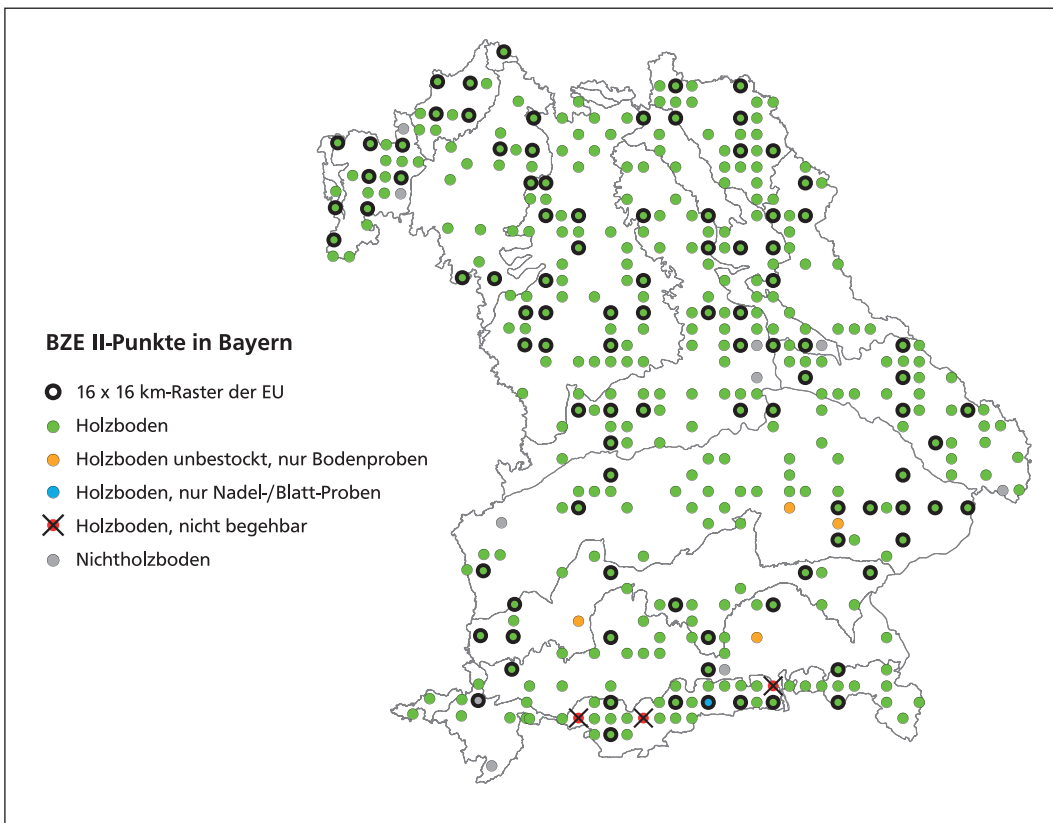 BZE II-Punkte in Bayern
16 x 16 km-Raster der EU
Holzboden
Holzboden unbestockt, nur Bodenproben
Holzboden, nur Nadel-/Blatt-Proben
Holzboden, nicht begehbar
Nichtholzboden